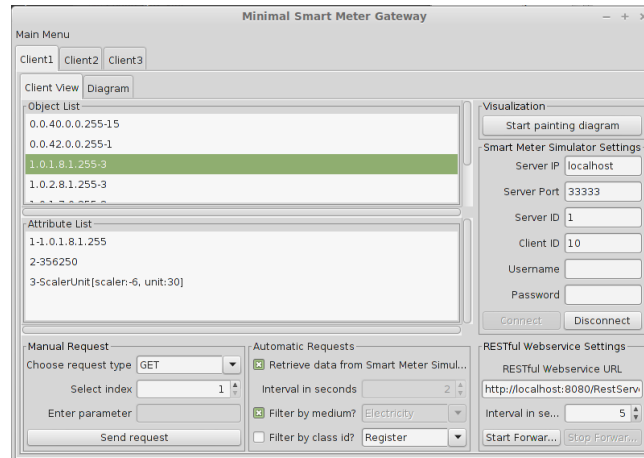 Minimal Smart Meter Gateway
Main Menu
Client1 Client2 Client3
Client View Diagram
Object List
0.0.40.0.0.255-15
0.0.42.0.0.255-1
1.0.1.8.1.255-3
1.0.2.8.1.255-3
Attribute List
1-1.0.1.8.1.255
2-356250
3-ScalerUnit[scaler:-6, unit:30]
Visualization
Start painting diagram
Smart Meter Simulator Settings
Server IP localhost
Server Port 33333
Server ID 1
Client ID 10
Username
Password
Connect Disconnect
Manual Request
Choose request type GET
Select index 1
Enter parameter
Send request
Automatic Requests
Retrieve data from Smart Meter Simul...
Interval in seconds 2
Filter by medium? Electricity
Filter by class id? Register
RESTful Webservice Settings
RESTful Webservice URL
http://localhost:8080/RestServ
Interval in se... 5
Start Forwar... Stop Forwar...